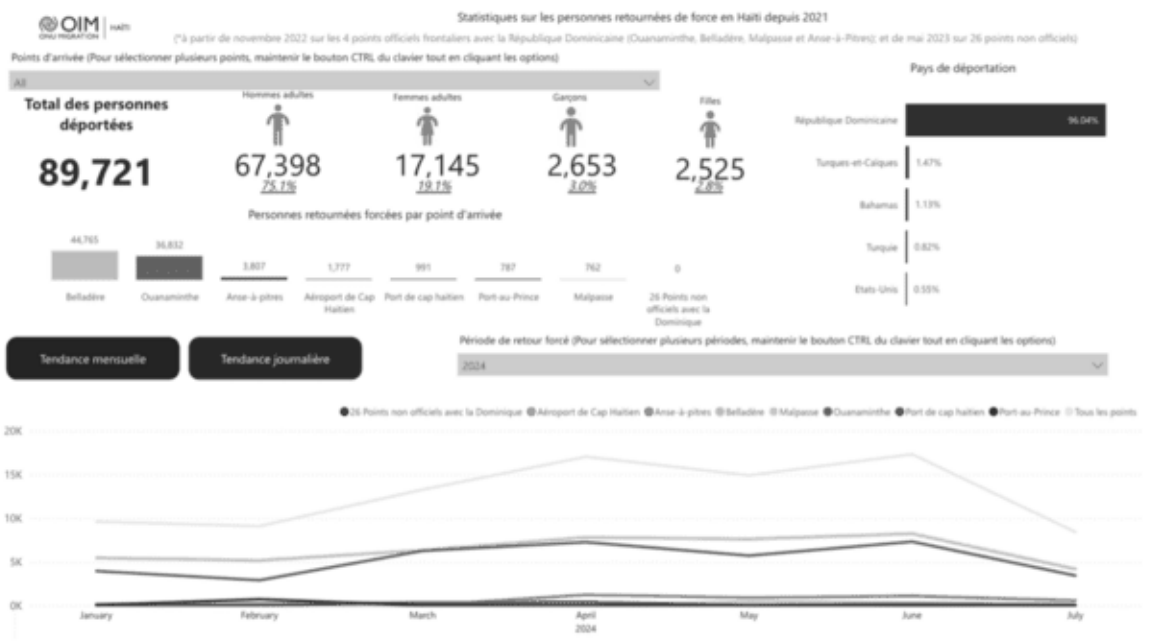 Statistiques sur les personnes retournées de force en Haïti depuis 2021
OIM HAITI
ONU MIGRATION
(*à partir de novembre 2022 sur les 4 points officiels frontaliers avec la République Dominicaine (Ouanaminthe, Belladère, Malpasse et Anse-à-Pitres); et de mai 2023 sur 26 points non officiels)
Points d'arrivée (Pour sélectionner plusieurs points, maintenir le bouton CTRL du clavier tout en cliquant les options)
All
Total des personnes
déportées
89,721
Hommes adultes
67,398
75.1%
Femmes adultes
17,145
19.1%
Garçons
2,653
3.0%
Filles
2,525
2.8%
Pays de déportation
République Dominicaine 96.04%
Turques-et-Caïques 1.47%
Bahamas 1.13%
Turquie 0.82%
Etats-Unis 0.55%
Personnes retournées forcées par point d'arrivée
44,765 36,832 3,807 1,777 991 787 762 0
Belladère Ouanaminthe Anse-à-pitres Aéroport de Cap Port de cap haïtien Port-au-Prince Malpasse 26 Points non
Haïtien officiels avec la
Dominique
Tendance mensuelle Tendance journalière
Période de retour forcé (Pour sélectionner plusieurs périodes, maintenir le bouton CTRL du clavier tout en cliquant les options)
2024
26 Points non officiels avec la Dominique Aéroport de Cap Haïtien Anse-à-pitres Belladère Malpasse Ouanaminthe Port de cap haïtien Port-au-Prince Tous les points
20K
15K
10K
5K
0K
January February March April May June July
2024